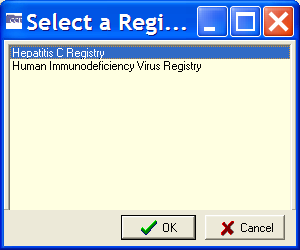 Select a Regi...
Hepatitis C Registry
Human Immunodeficiency Virus Registry
OK
Cancel